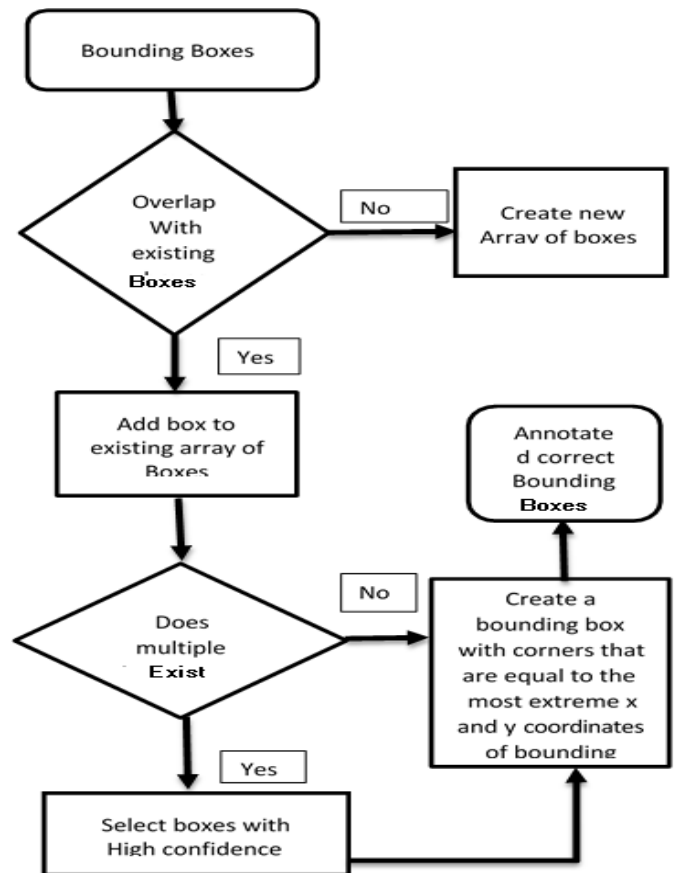 Bounding Boxes
Overlap
With
existing
Boxes
No
Create new
Array of boxes
Yes
Add box to
existing array of
Boxes
Annotate
d correct
Bounding
Boxes
Does
multiple
Exist
No
Create a
bounding box
with corners that
are equal to the
most extreme x
and y coordinates
of bounding
Yes
Select boxes with
High confidence